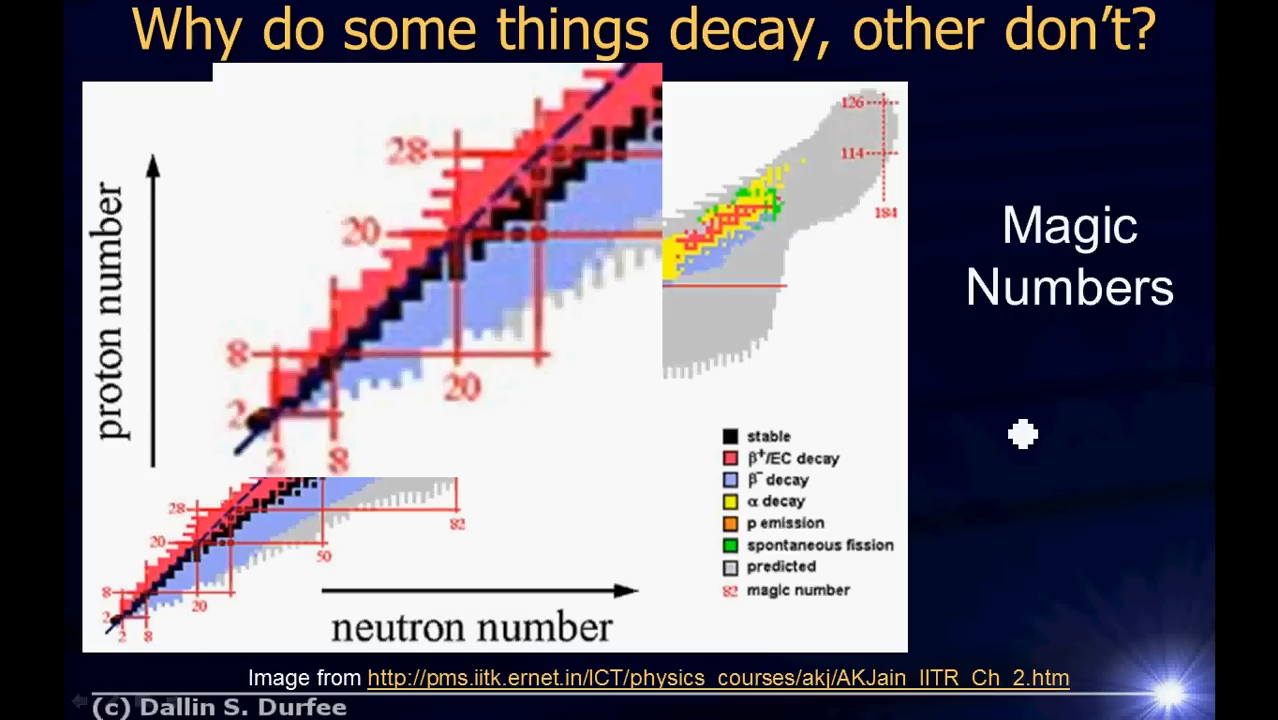 Why do some things decay, other don't?
Magic
Numbers
proton number
28
20
8
2
2
8
20
126
114
184
28
20
8
2
2
8
20
50
82
neutron number
stable
β⁺/EC decay
β⁻ decay
α decay
p emission
spontaneous fission
predicted
82 magic number
Image from http://pms.iitk.ernet.in/ICT/physics_courses/akj/AKJain_IITR_Ch_2.htm
(c) Dallin S. Durfee